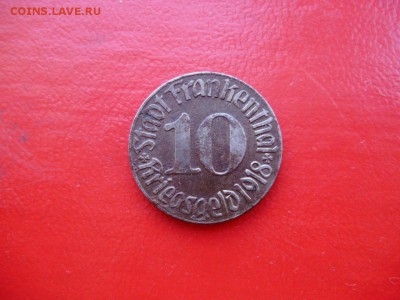 COINS.LAVE.RU
Stadt Frankenthal
10
Kriegsgeld 1918